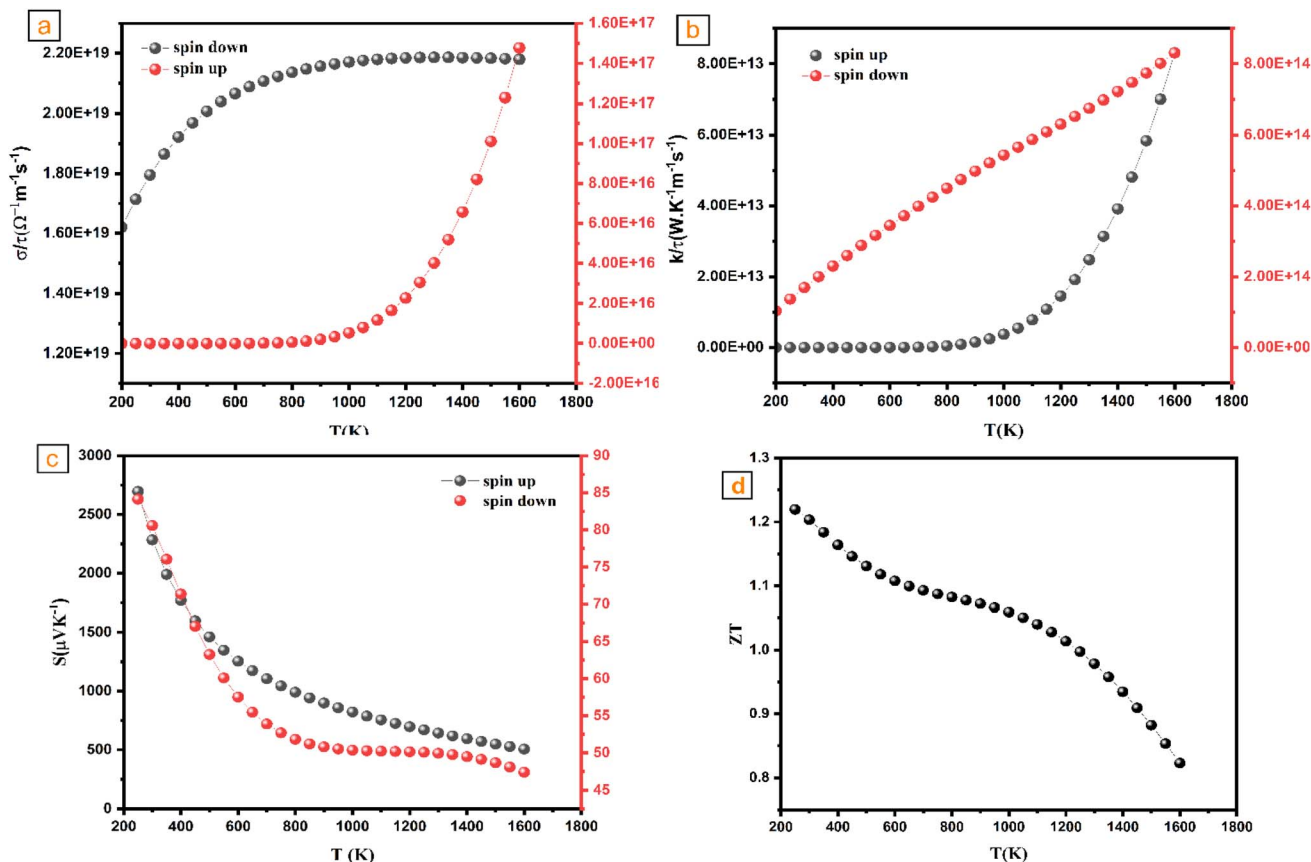 a
σ/τ(Ω⁻¹m⁻¹s⁻¹)
2.20E+19
2.00E+19
1.80E+19
1.60E+19
1.40E+19
1.20E+19
spin down
spin up
1.60E+17
1.40E+17
1.20E+17
1.00E+17
8.00E+16
6.00E+16
4.00E+16
2.00E+16
0.00E+00
-2.00E+16
200 400 600 800 1000 1200 1400 1600 1800
T(K)
b
k/τ(W.K⁻¹m⁻¹s⁻¹)
8.00E+13
6.00E+13
4.00E+13
2.00E+13
0.00E+00
spin up
spin down
8.00E+14
6.00E+14
4.00E+14
2.00E+14
0.00E+00
200 400 600 800 1000 1200 1400 1600 1800
T(K)
c
S(μVK⁻¹)
3000
2500
2000
1500
1000
500
0
spin up
spin down
90
85
80
75
70
65
60
55
50
45
200 400 600 800 1000 1200 1400 1600 1800
T (K)
d
ZT
1.3
1.2
1.1
1.0
0.9
0.8
200 400 600 800 1000 1200 1400 1600 1800
T(K)